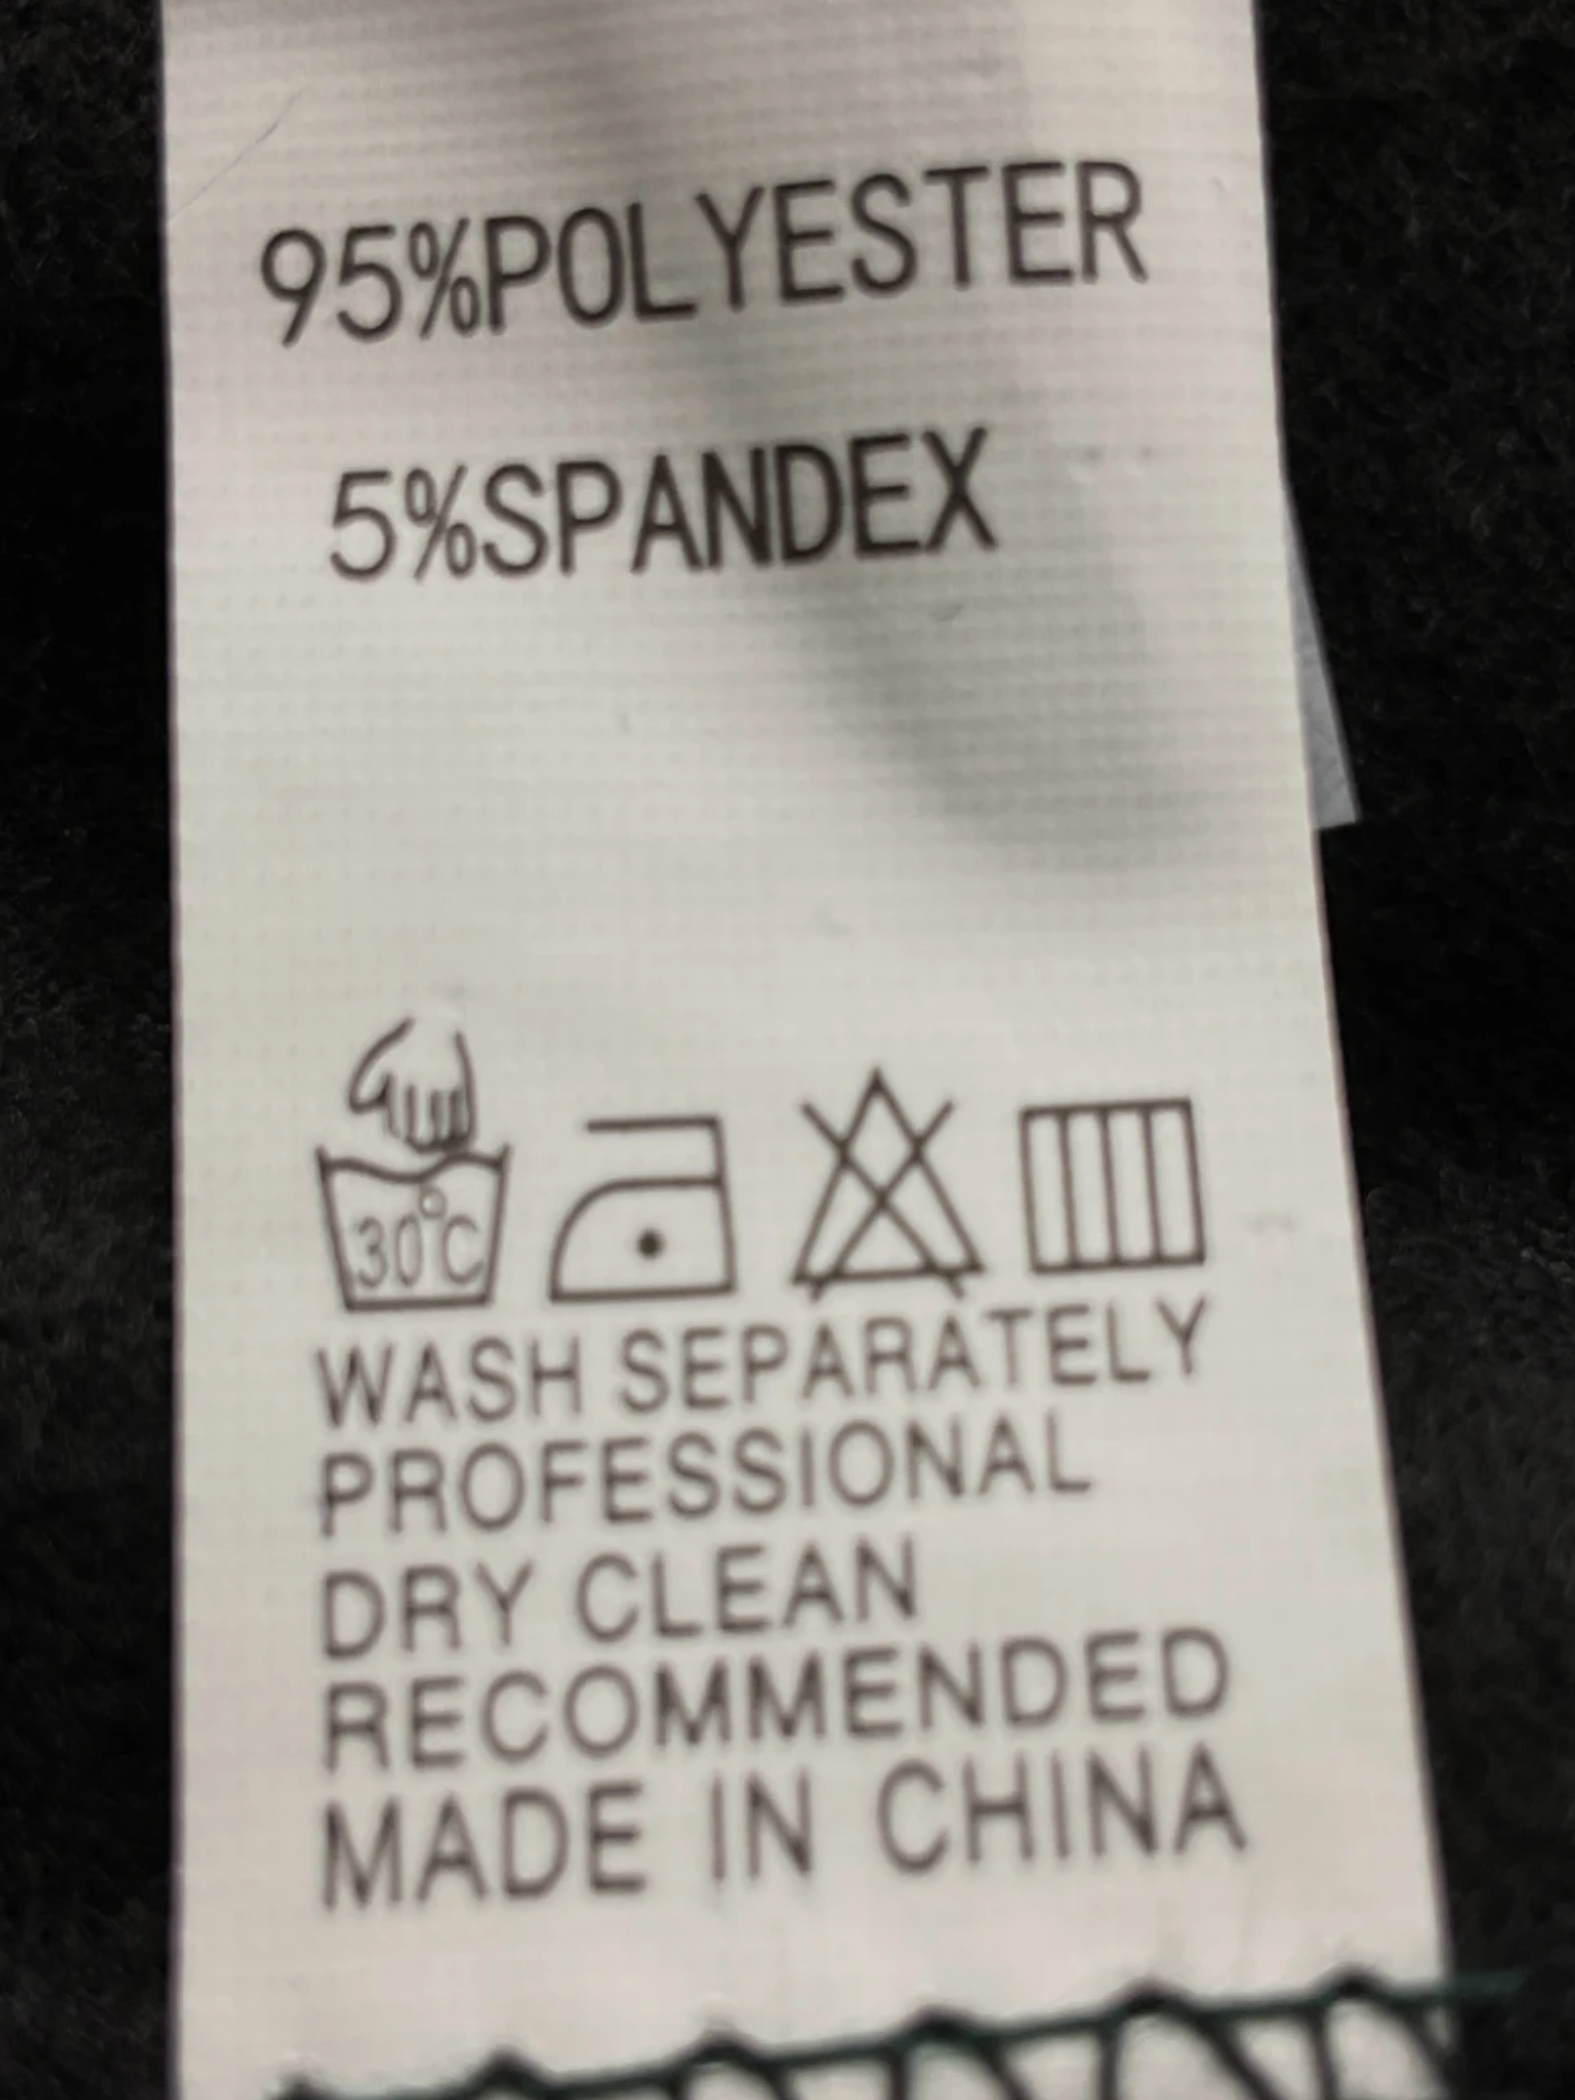 95%POLYESTER
5%SPANDEX
30°C
WASH SEPARATELY
PROFESSIONAL
DRY CLEAN
RECOMMENDED
MADE IN CHINA